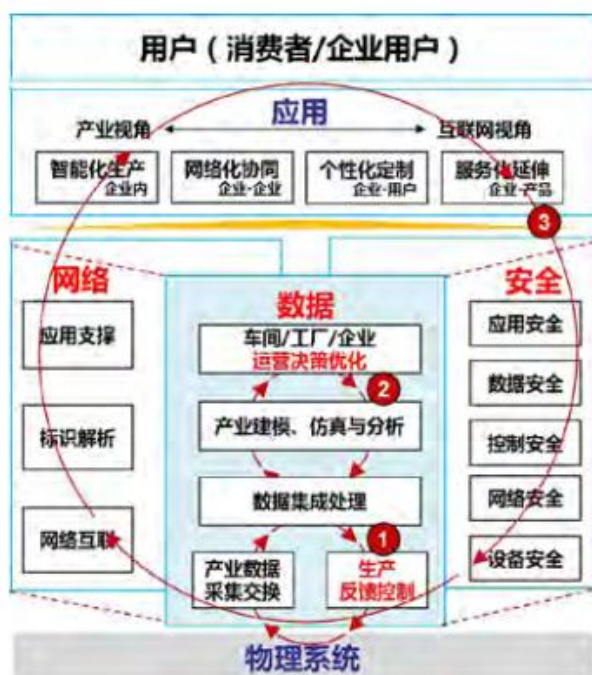 用户（消费者/企业用户）
应用
产业视角
互联网视角
智能化生产
企业内
网络化协同
企业-企业
个性化定制
企业-用户
服务化延伸
企业-产品
3
网络
应用支撑
标识解析
网络互联
数据
车间/工厂/企业
运营决策优化
2
产业建模、仿真与分析
数据集成处理
1
产业数据
采集交换
生产
反馈控制
安全
应用安全
数据安全
控制安全
网络安全
设备安全
物理系统